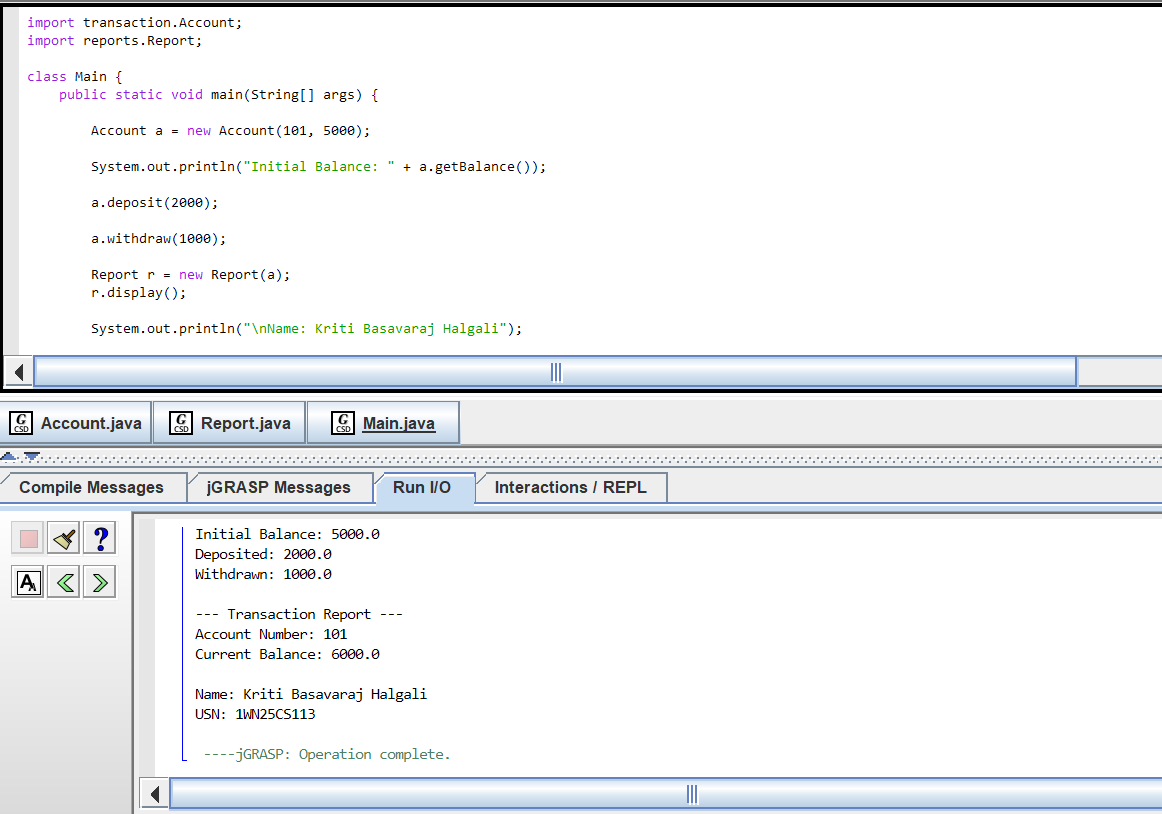 import transaction.Account;
import reports.Report;

class Main {
    public static void main(String[] args) {

        Account a = new Account(101, 5000);

        System.out.println("Initial Balance: " + a.getBalance());

        a.deposit(2000);

        a.withdraw(1000);

        Report r = new Report(a);
        r.display();

        System.out.println("\nName: Kriti Basavaraj Halgali");

G CSD Account.java G CSD Report.java G CSD Main.java
Compile Messages jGRASP Messages Run I/O Interactions / REPL
Initial Balance: 5000.0
Deposited: 2000.0
Withdrawn: 1000.0

--- Transaction Report ---
Account Number: 101
Current Balance: 6000.0

Name: Kriti Basavaraj Halgali
USN: 1WN25CS113

 ----jGRASP: Operation complete.